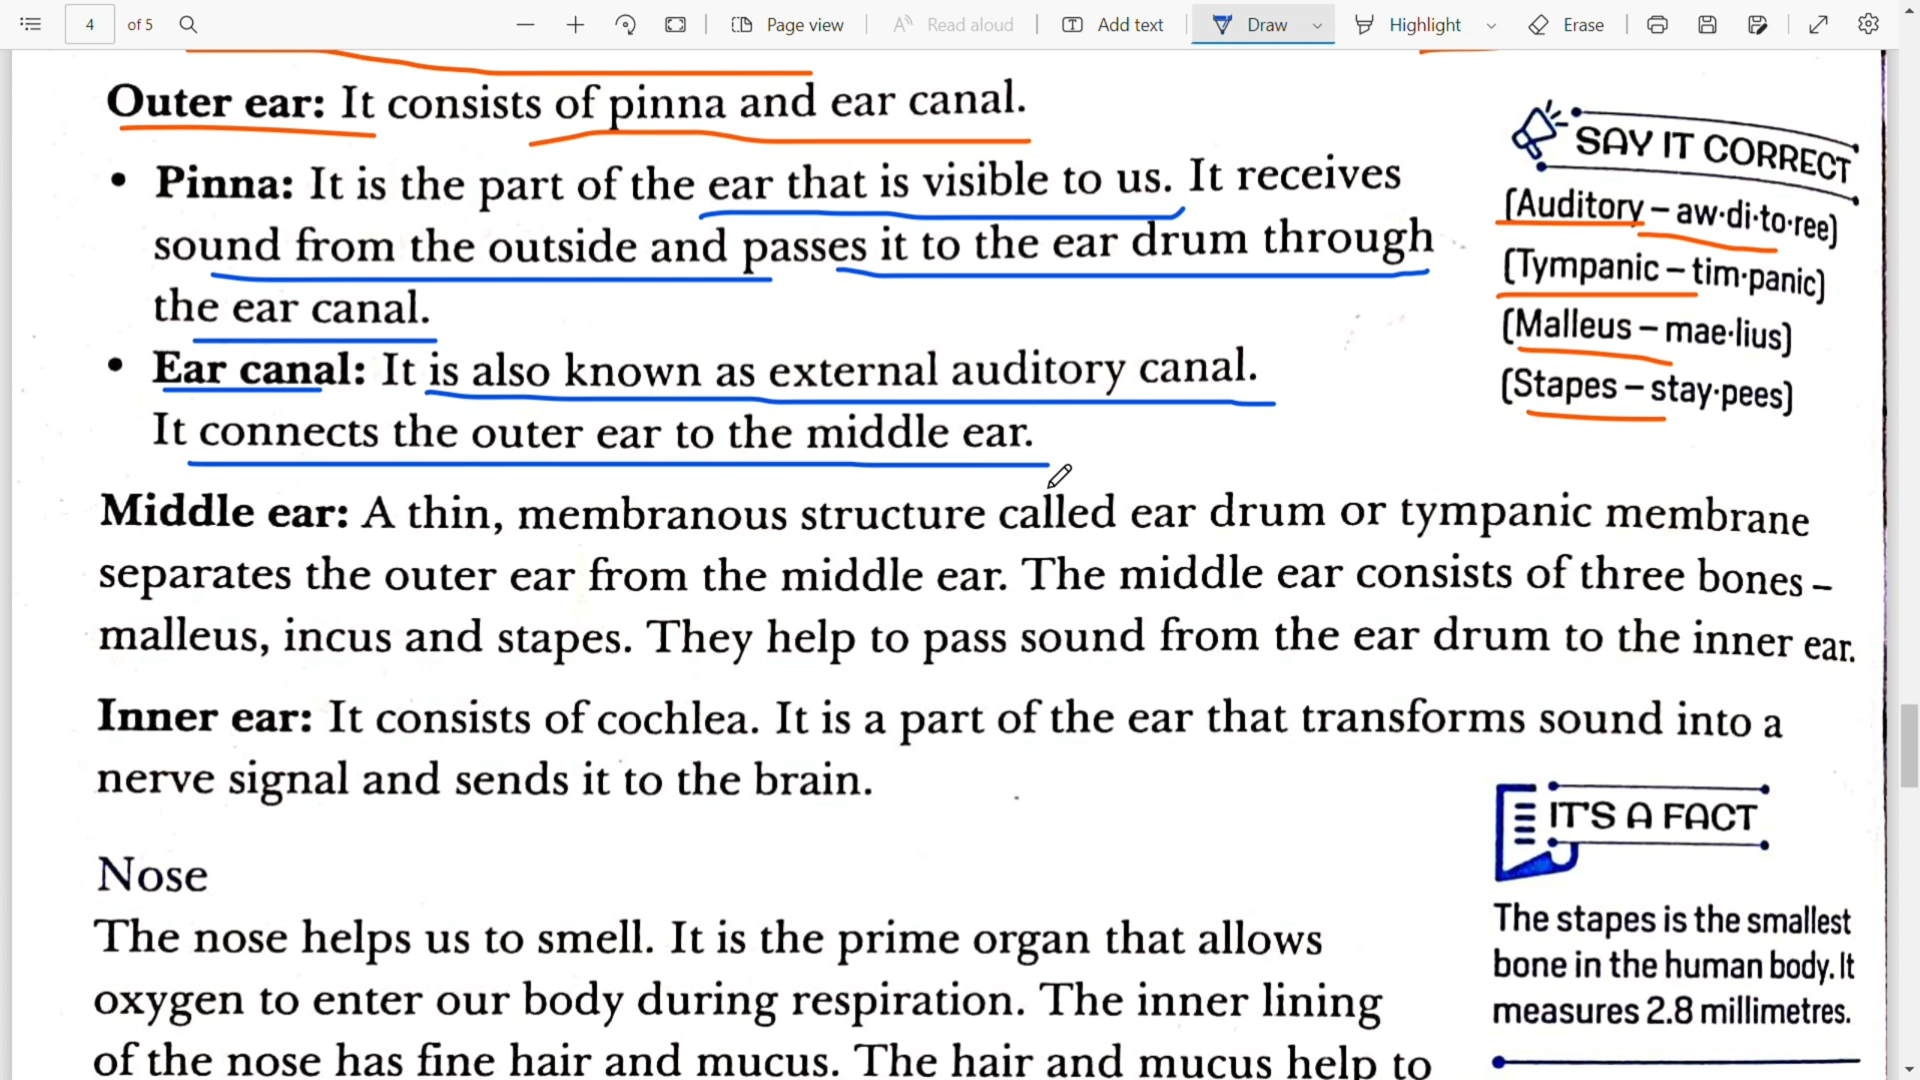 4 of 5 Page view Read aloud Add text Draw Highlight Erase
Outer ear: It consists of pinna and ear canal.
• Pinna: It is the part of the ear that is visible to us. It receives
sound from the outside and passes it to the ear drum through
the ear canal.
• Ear canal: It is also known as external auditory canal.
It connects the outer ear to the middle ear.
SAY IT CORRECT
(Auditory – aw·di·to·ree)
(Tympanic – tim·panic)
(Malleus – mae·lius)
(Stapes – stay·pees)
Middle ear: A thin, membranous structure called ear drum or tympanic membrane
separates the outer ear from the middle ear. The middle ear consists of three bones –
malleus, incus and stapes. They help to pass sound from the ear drum to the inner ear.
Inner ear: It consists of cochlea. It is a part of the ear that transforms sound into a
nerve signal and sends it to the brain.
Nose
The nose helps us to smell. It is the prime organ that allows
oxygen to enter our body during respiration. The inner lining
of the nose has fine hair and mucus. The hair and mucus help to
IT'S A FACT
The stapes is the smallest
bone in the human body. It
measures 2.8 millimetres.